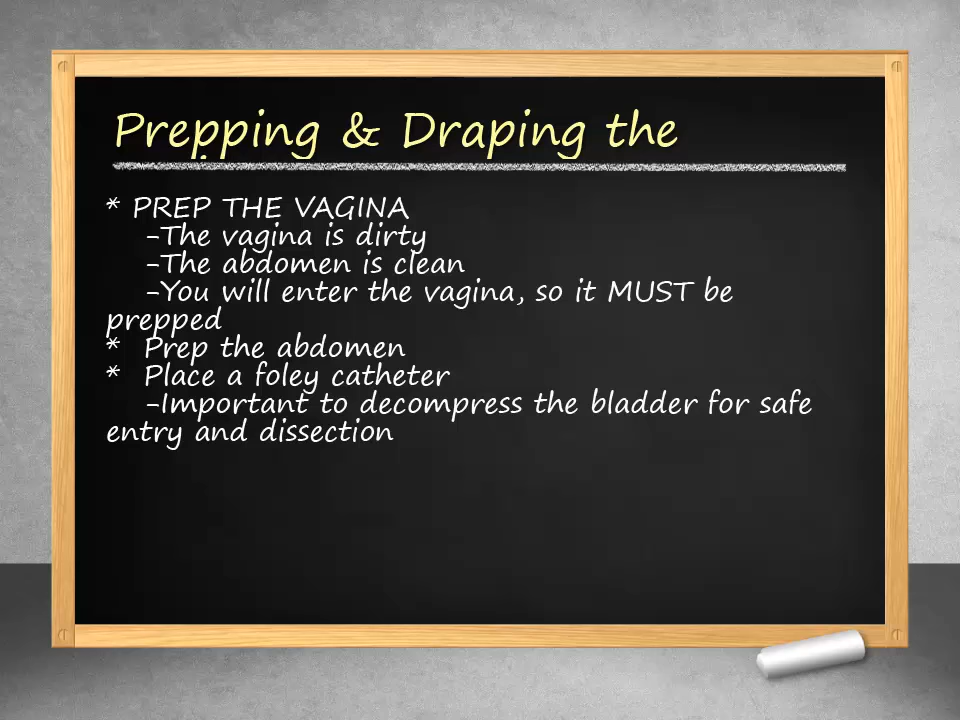 Prepping & Draping the
* PREP THE VAGINA
-The vagina is dirty
-The abdomen is clean
-You will enter the vagina, so it MUST be
prepped
* Prep the abdomen
* Place a foley catheter
-Important to decompress the bladder for safe
entry and dissection